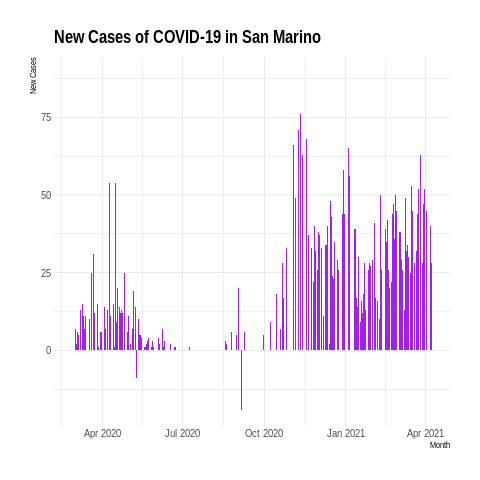 New Cases of COVID-19 in San Marino
New Cases
75
50
25
0
Apr 2020
Jul 2020
Oct 2020
Jan 2021
Apr 2021
Month